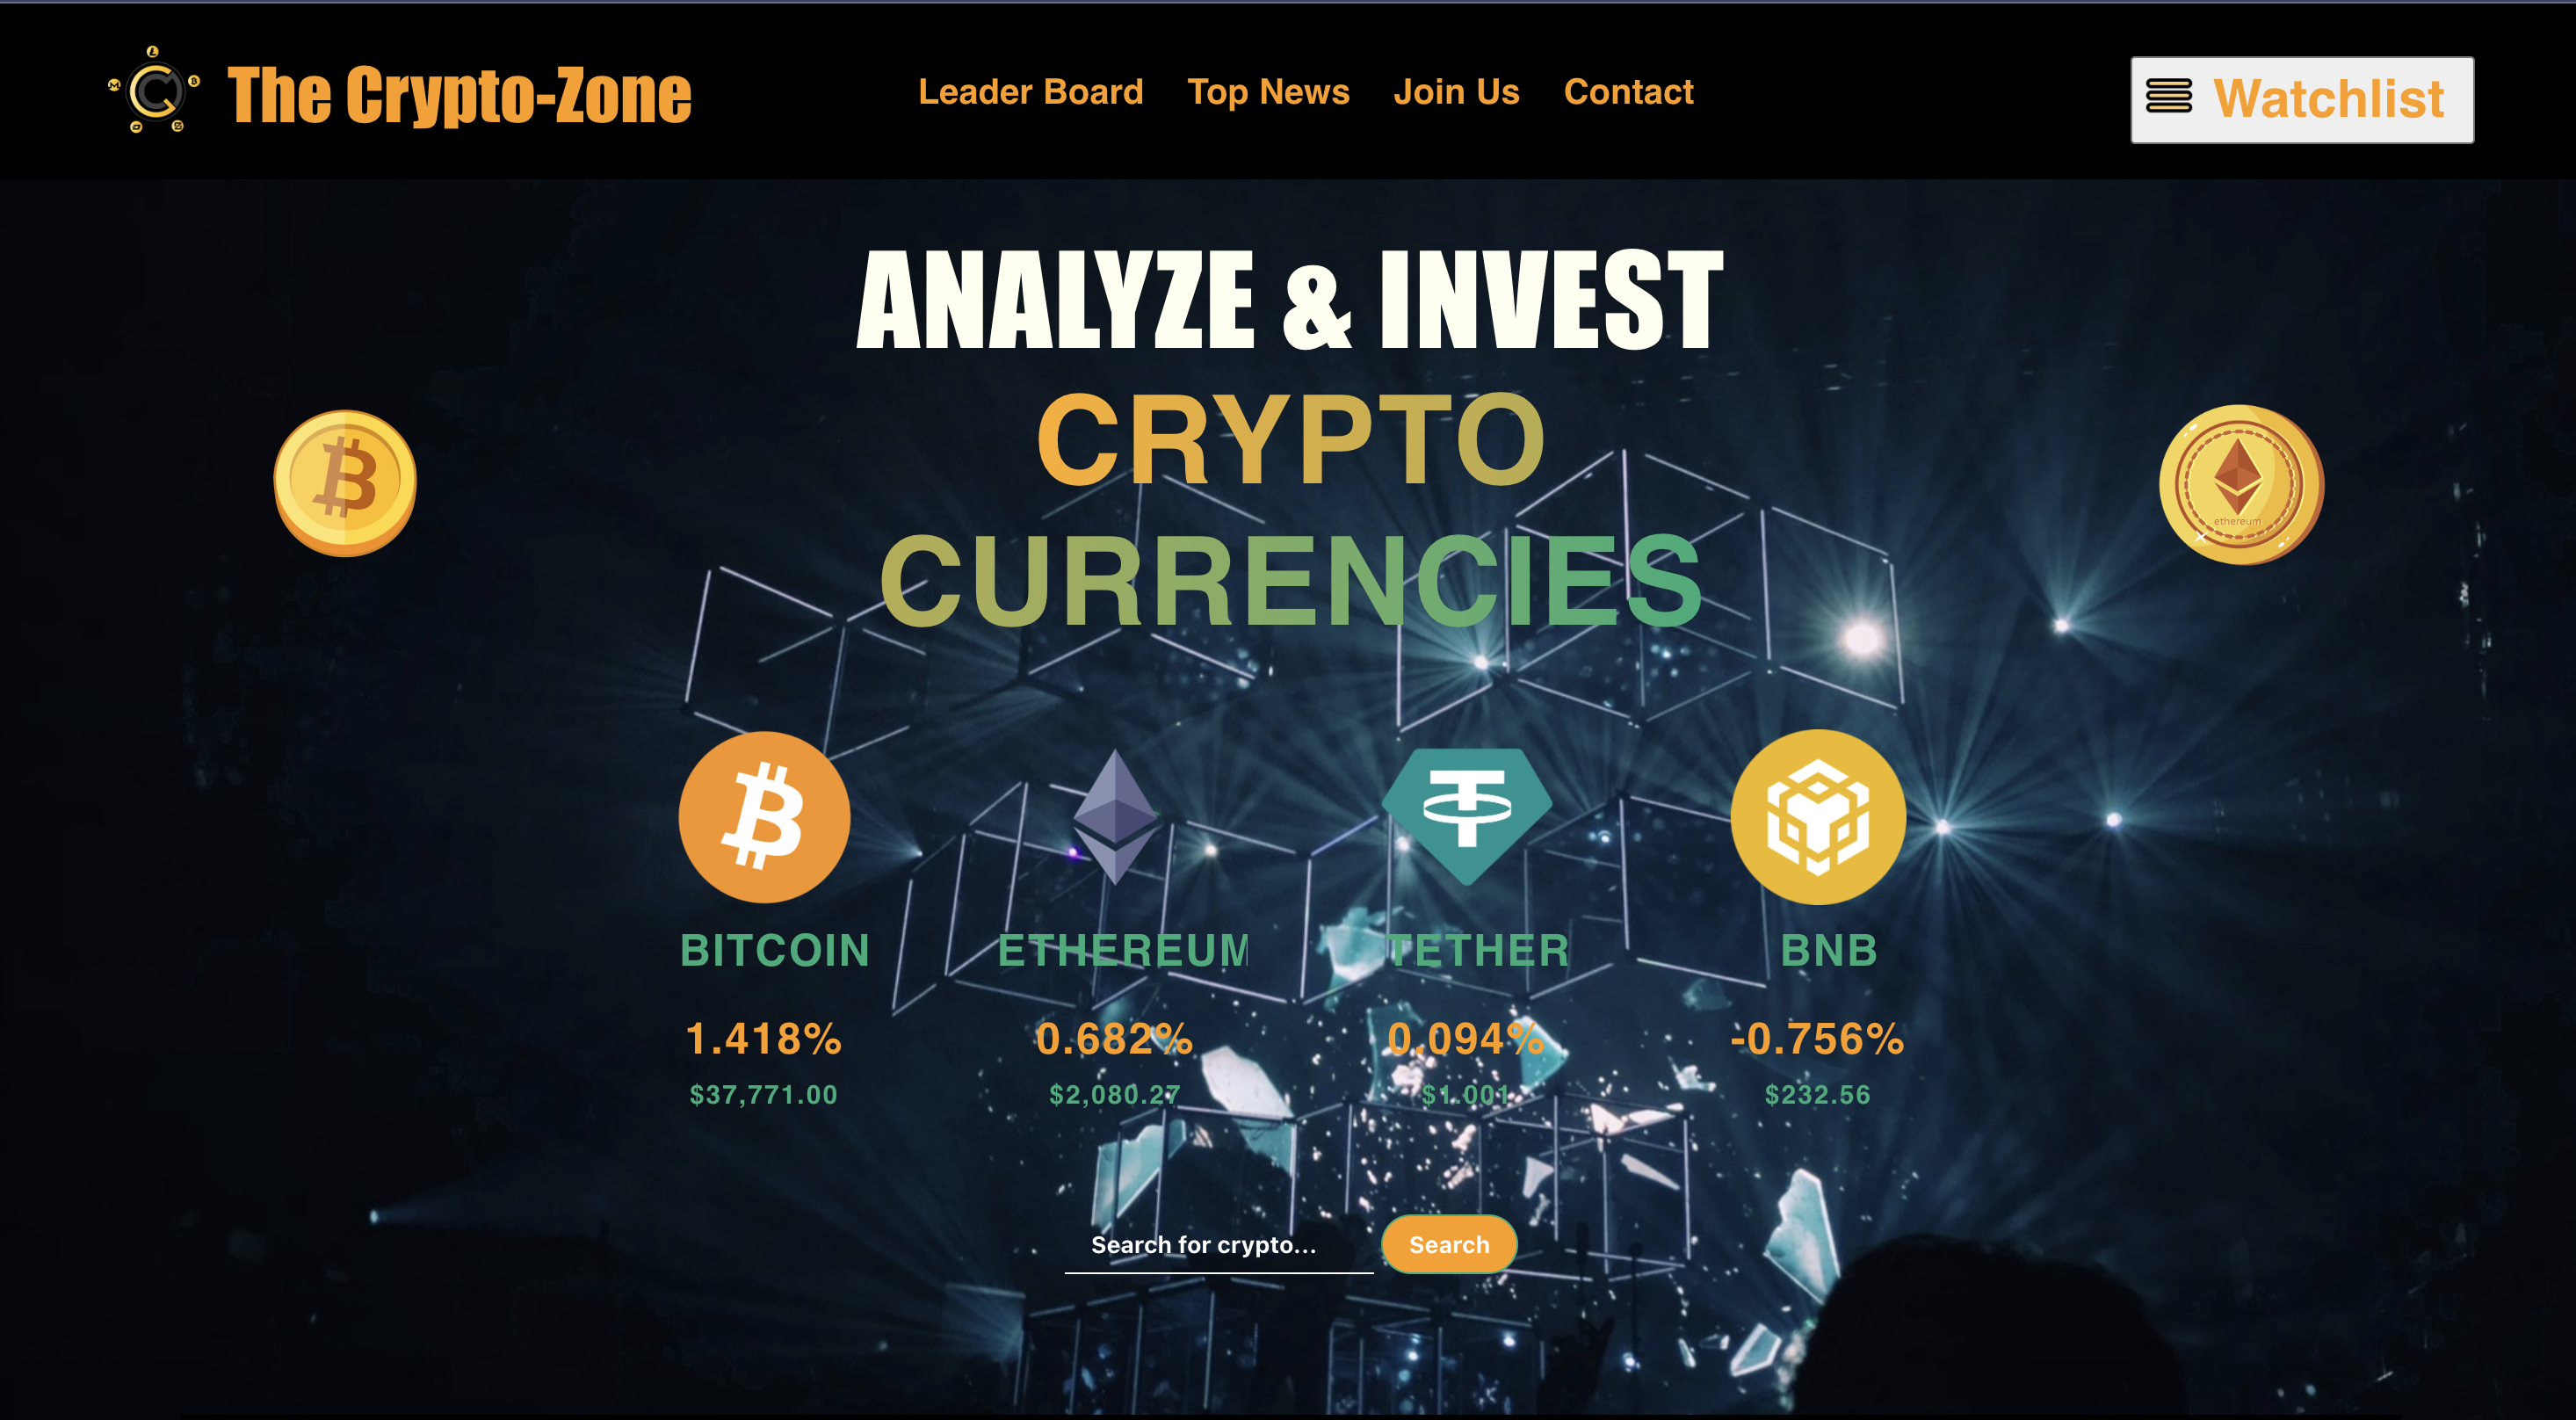 The Crypto-Zone
Leader Board Top News Join Us Contact
Watchlist
ANALYZE & INVEST
CRYPTO
CURRENCIES
ethereum
BITCOIN ETHEREUM TETHER BNB
1.418% 0.682% 0.094% -0.756%
$37,771.00 $2,080.27 $1.001 $232.56
Search for crypto... Search